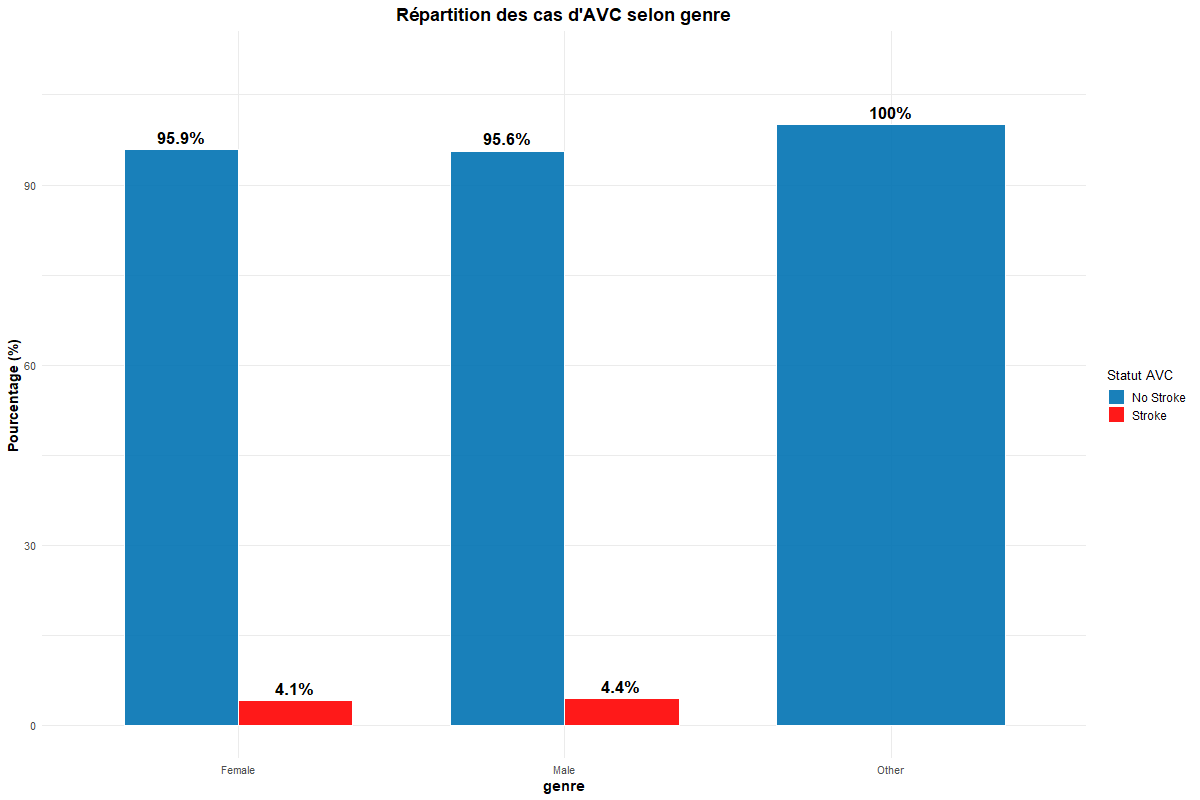 Répartition des cas d'AVC selon genre
Pourcentage (%)
90
60
30
0
95.9%
4.1%
95.6%
4.4%
100%
Female
Male
Other
genre
Statut AVC
No Stroke
Stroke